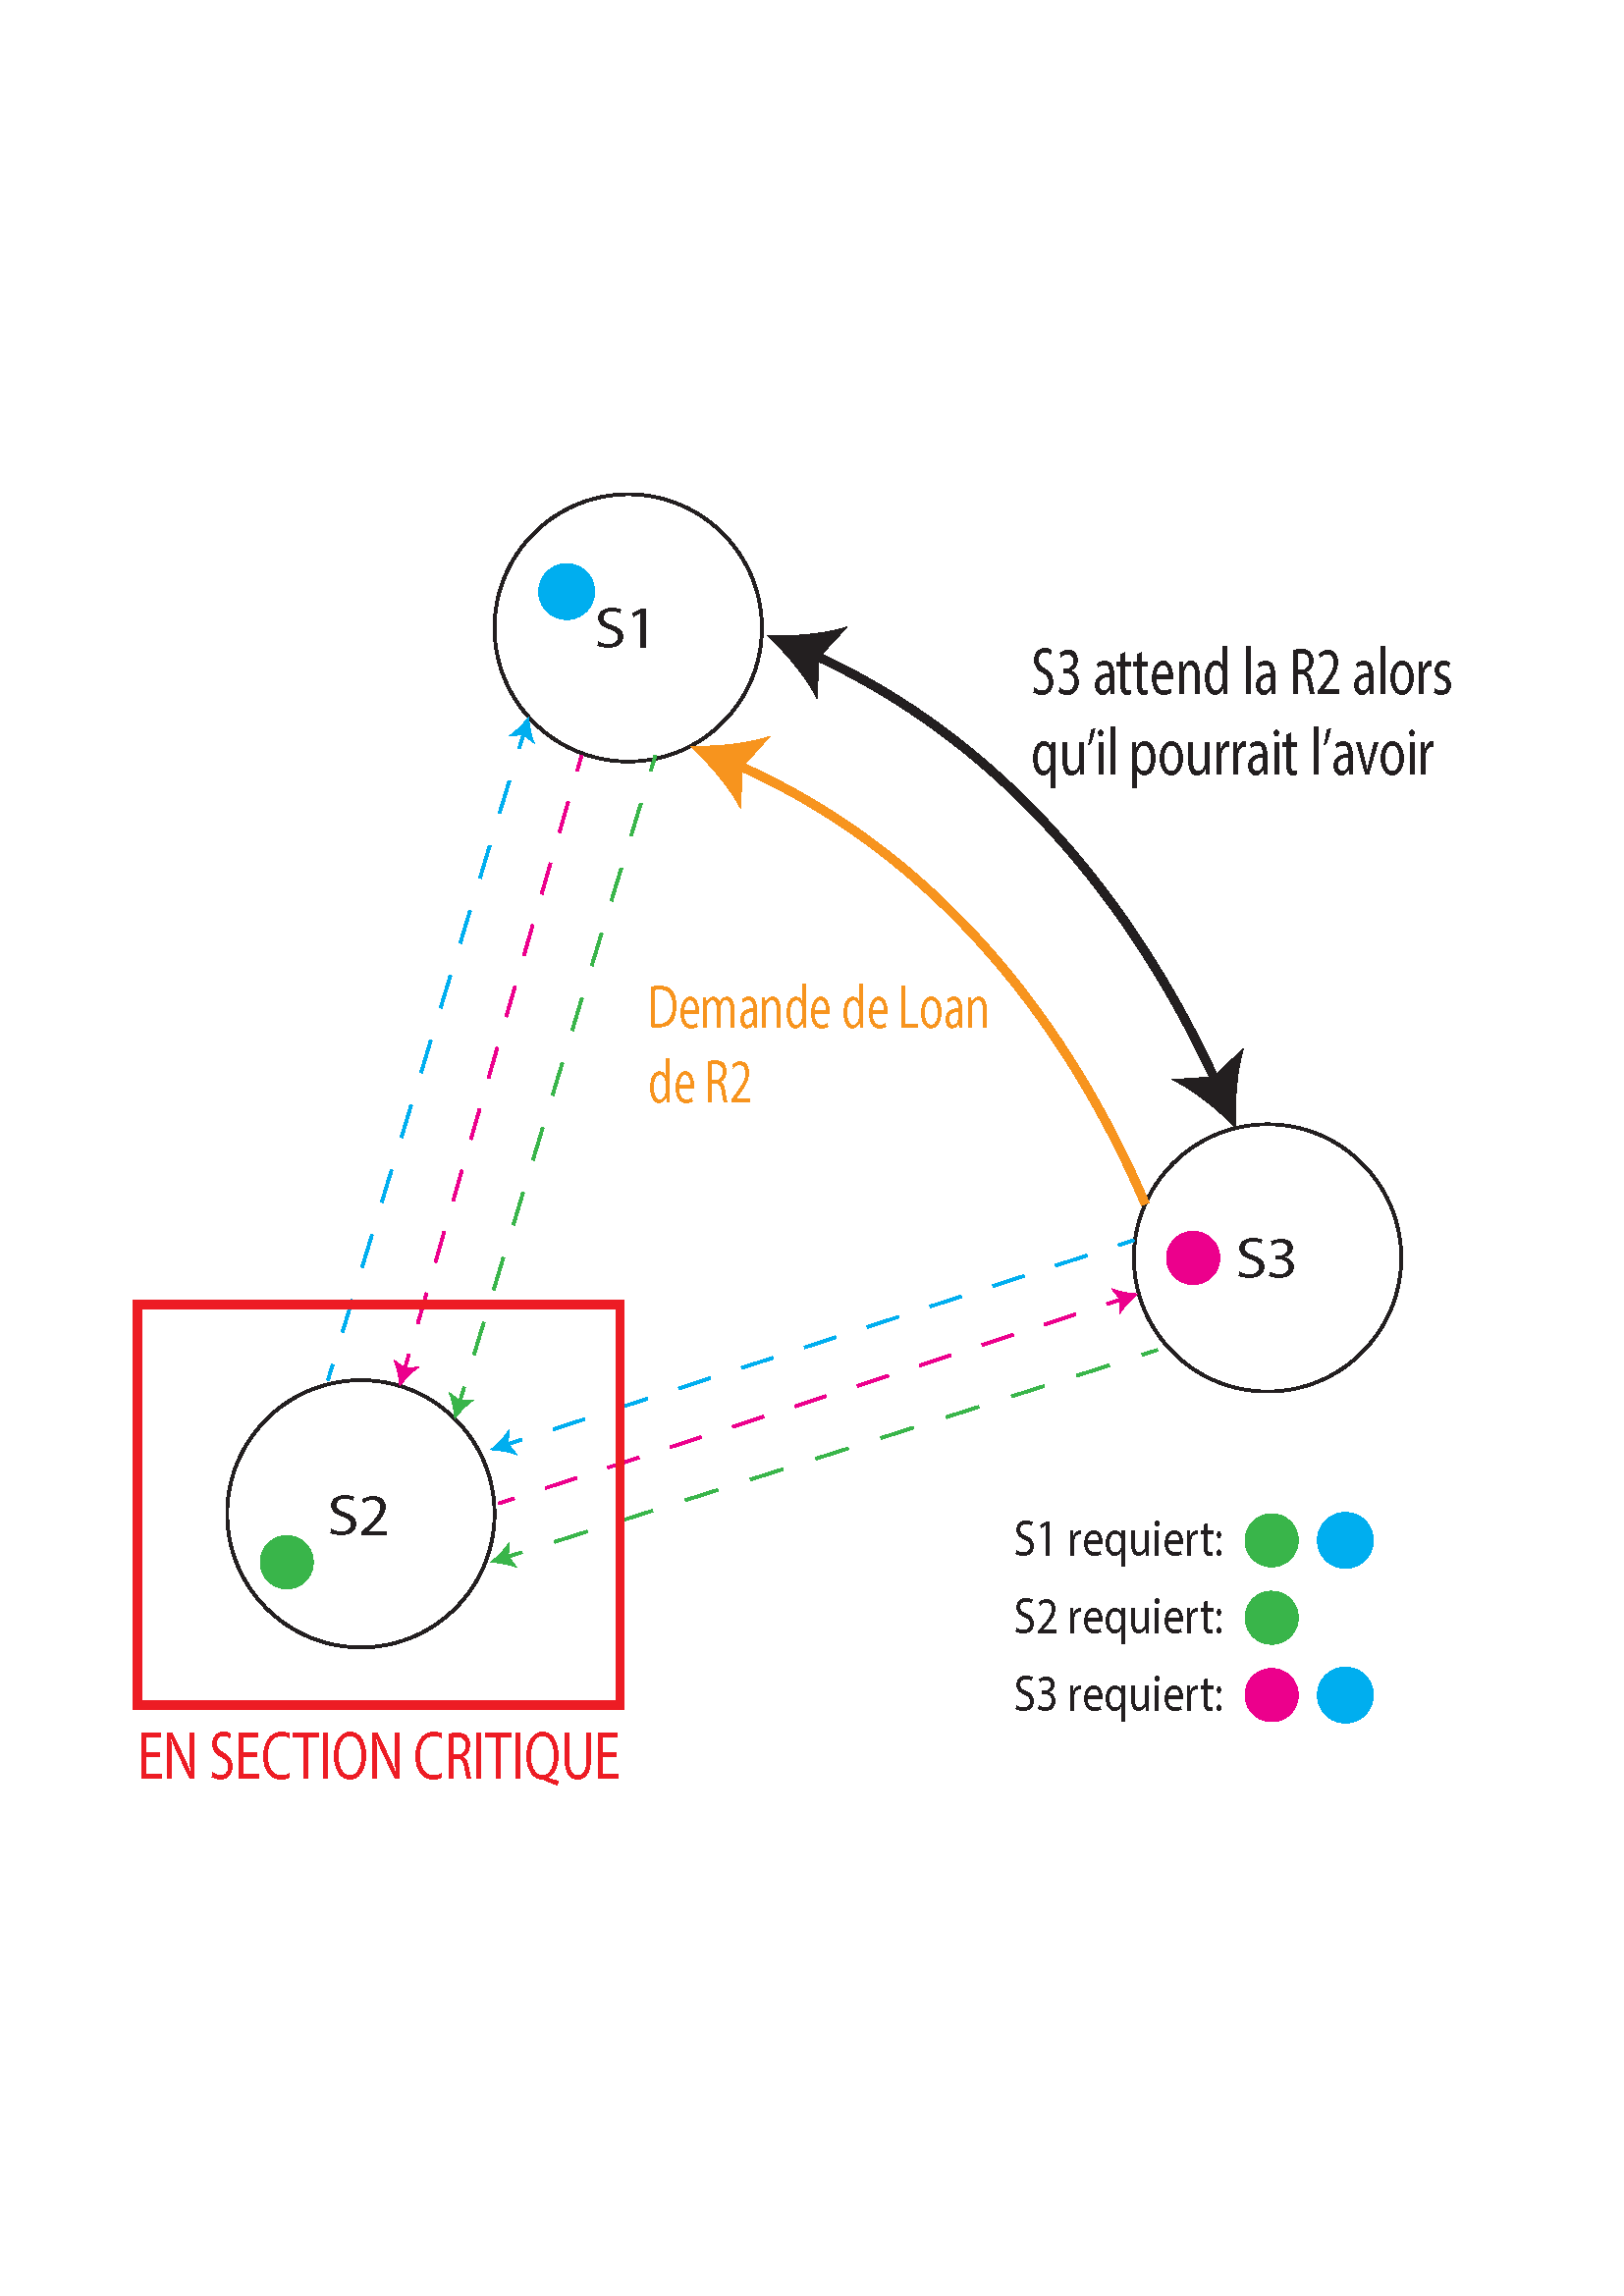 S1
S3 attend la R2 alors
qu’il pourrait l’avoir
Demande de Loan
de R2
S3
S2
S1 requiert:
S2 requiert:
S3 requiert:
EN SECTION CRITIQUE